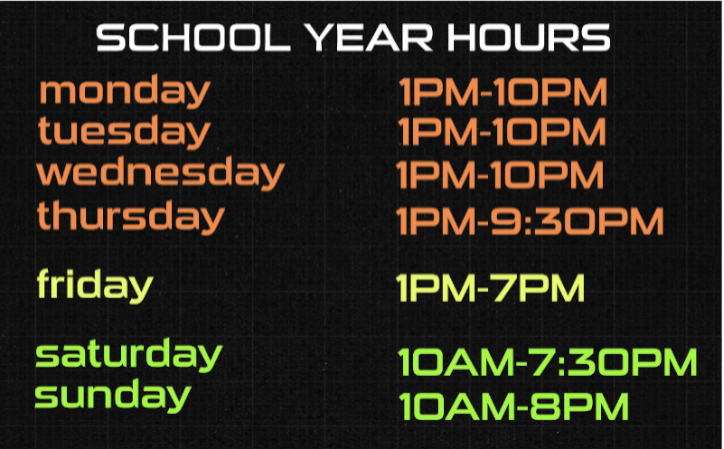 SCHOOL YEAR HOURS
monday 1PM-10PM
tuesday 1PM-10PM
wednesday 1PM-10PM
thursday 1PM-9:30PM
friday 1PM-7PM
saturday 10AM-7:30PM
sunday 10AM-8PM